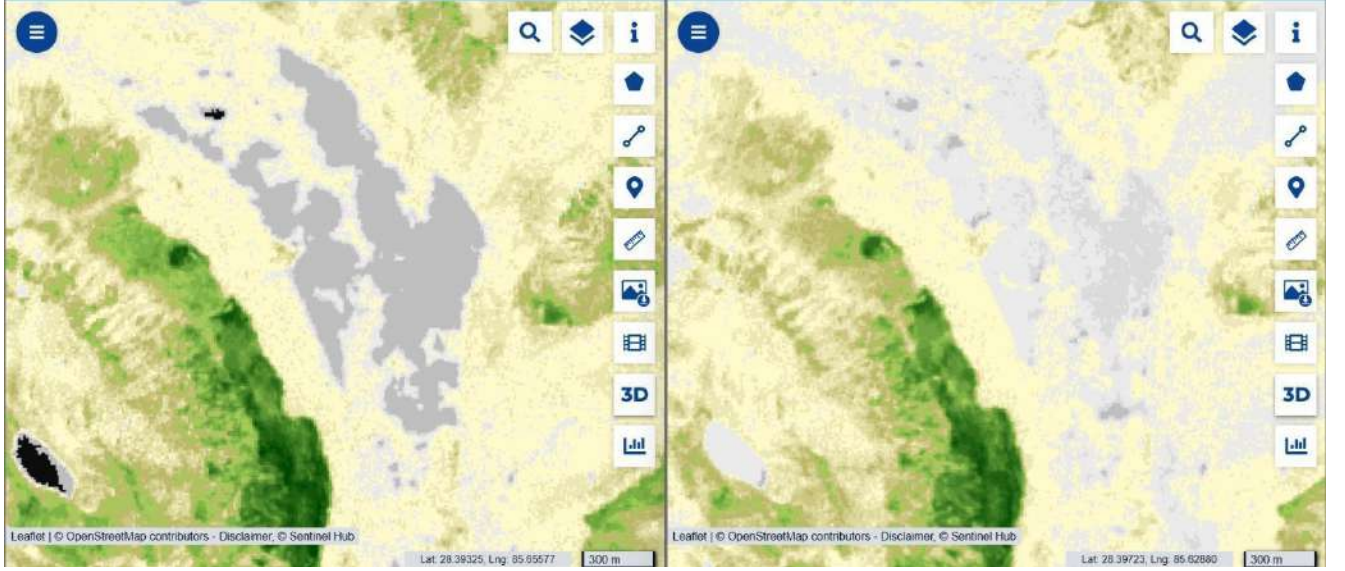 i
i
3D
3D
Leaflet | © OpenStreetMap contributors - Disclaimer, © Sentinel Hub
Leaflet | © OpenStreetMap contributors - Disclaimer, © Sentinel Hub
Lat: 28.39325, Lng: 85.65577
300 m
Lat: 28.39723, Lng: 85.62880
300 m